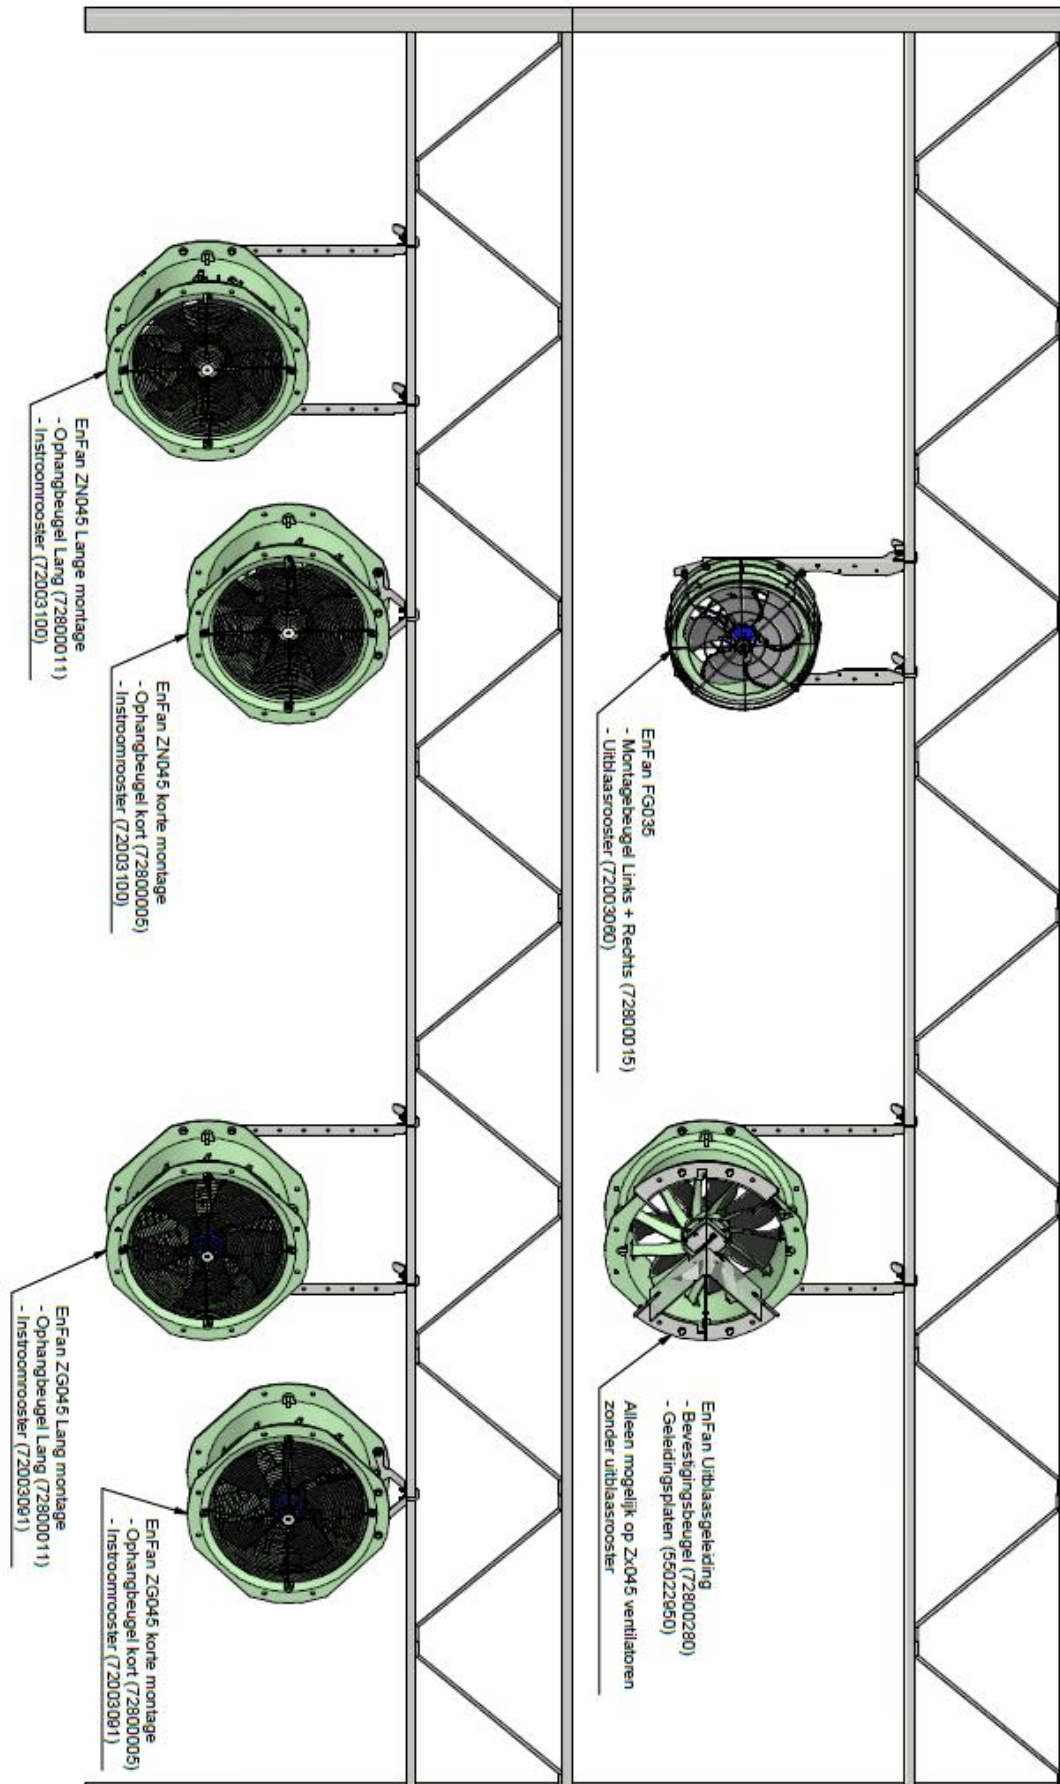 EnFan FG035
- Montagebeugel Links + Rechts (72800015)
- Uitblaasrooster (72003060)
EnFan Uitblaasgeleiding
- Bevestigingsbeugel (72800280)
- Geleidingsplaten (55022950)
Alleen mogelijk op Zx045 ventilatoren
zonder uitblaasrooster
EnFan ZN045 Lange montage
- Ophangbeugel Lang (72800011)
- Instroomrooster (72003100)
EnFan ZN045 korte montage
- Ophangbeugel kort (72800005)
- Instroomrooster (72003100)
EnFan ZG045 Lang montage
- Ophangbeugel Lang (72800011)
- Instroomrooster (72003091)
EnFan ZG045 korte montage
- Ophangbeugel kort (72800005)
- Instroomrooster (72003091)